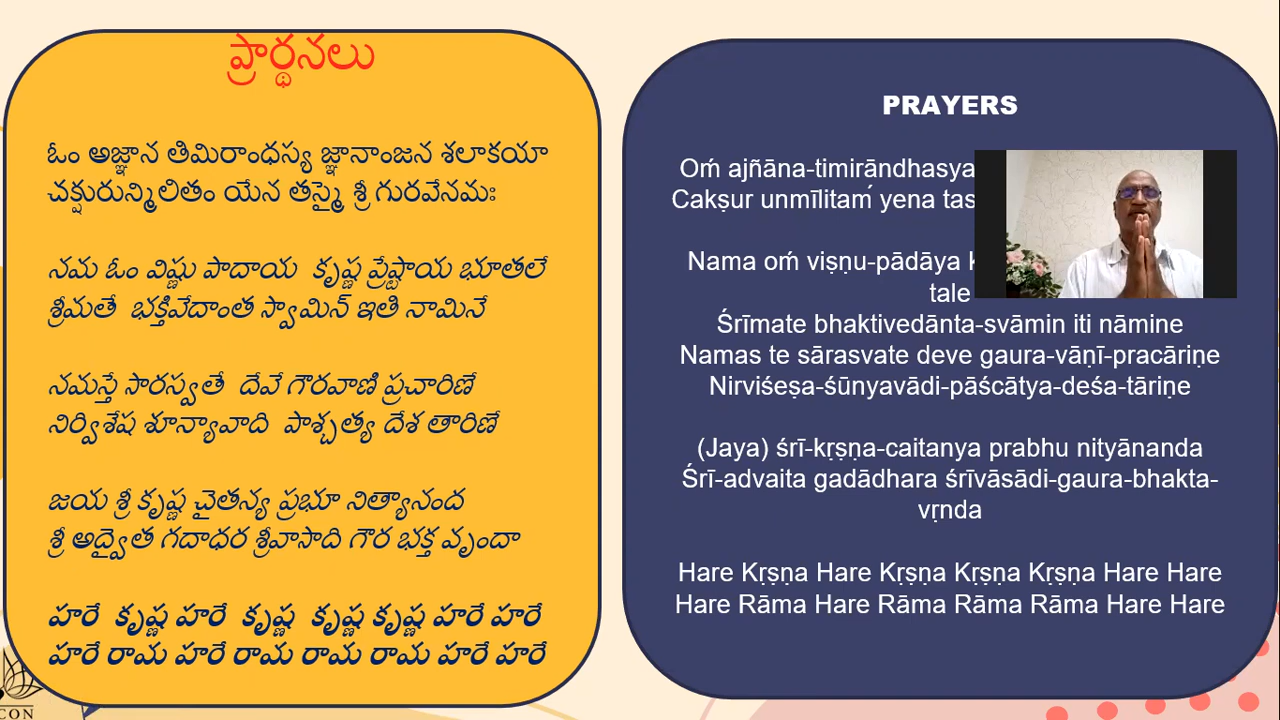 ప్రార్థనలు
ఓం అజ్ఞాన తిమిరాంధస్య జ్ఞానాంజన శలాకయా
చక్షురున్మిలితం యేన తస్మై శ్రీ గురవేనమః
నమ ఓం విష్ణు పాదాయ కృష్ణ ప్రేష్టాయ భూతలే
శ్రీమతే భక్తివేదాంత స్వామిన్ ఇతి నామినే
నమస్తే సారస్వతే దేవే గౌరవాణి ప్రచారిణే
నిర్విశేష శూన్యావాది పాశ్చత్య దేశ తారిణే
జయ శ్రీ కృష్ణ చైతన్య ప్రభూ నిత్యానంద
శ్రీ అద్వైత గదాధర శ్రీవాసాది గౌర భక్త వృందా
హరే కృష్ణ హరే కృష్ణ కృష్ణ కృష్ణ హరే హరే
హరే రామ హరే రామ రామ రామ హరే హరే
PRAYERS
Oḿ ajñāna-timirāndhasya
Cakṣur unmīlitaḿ yena
Nama oḿ viṣṇu-pādāya
tale
Śrīmate bhaktivedānta-svāmin iti nāmine
Namas te sārasvate deve gaura-vāṇī-pracāriṇe
Nirviśeṣa-śūnyavādi-pāścātya-deśa-tāriṇe
(Jaya) śrī-kṛṣṇa-caitanya prabhu nityānanda
Śrī-advaita gadādhara śrīvāsādi-gaura-bhakta-
vṛnda
Hare Kṛṣṇa Hare Kṛṣṇa Kṛṣṇa Kṛṣṇa Hare Hare
Hare Rāma Hare Rāma Rāma Rāma Hare Hare